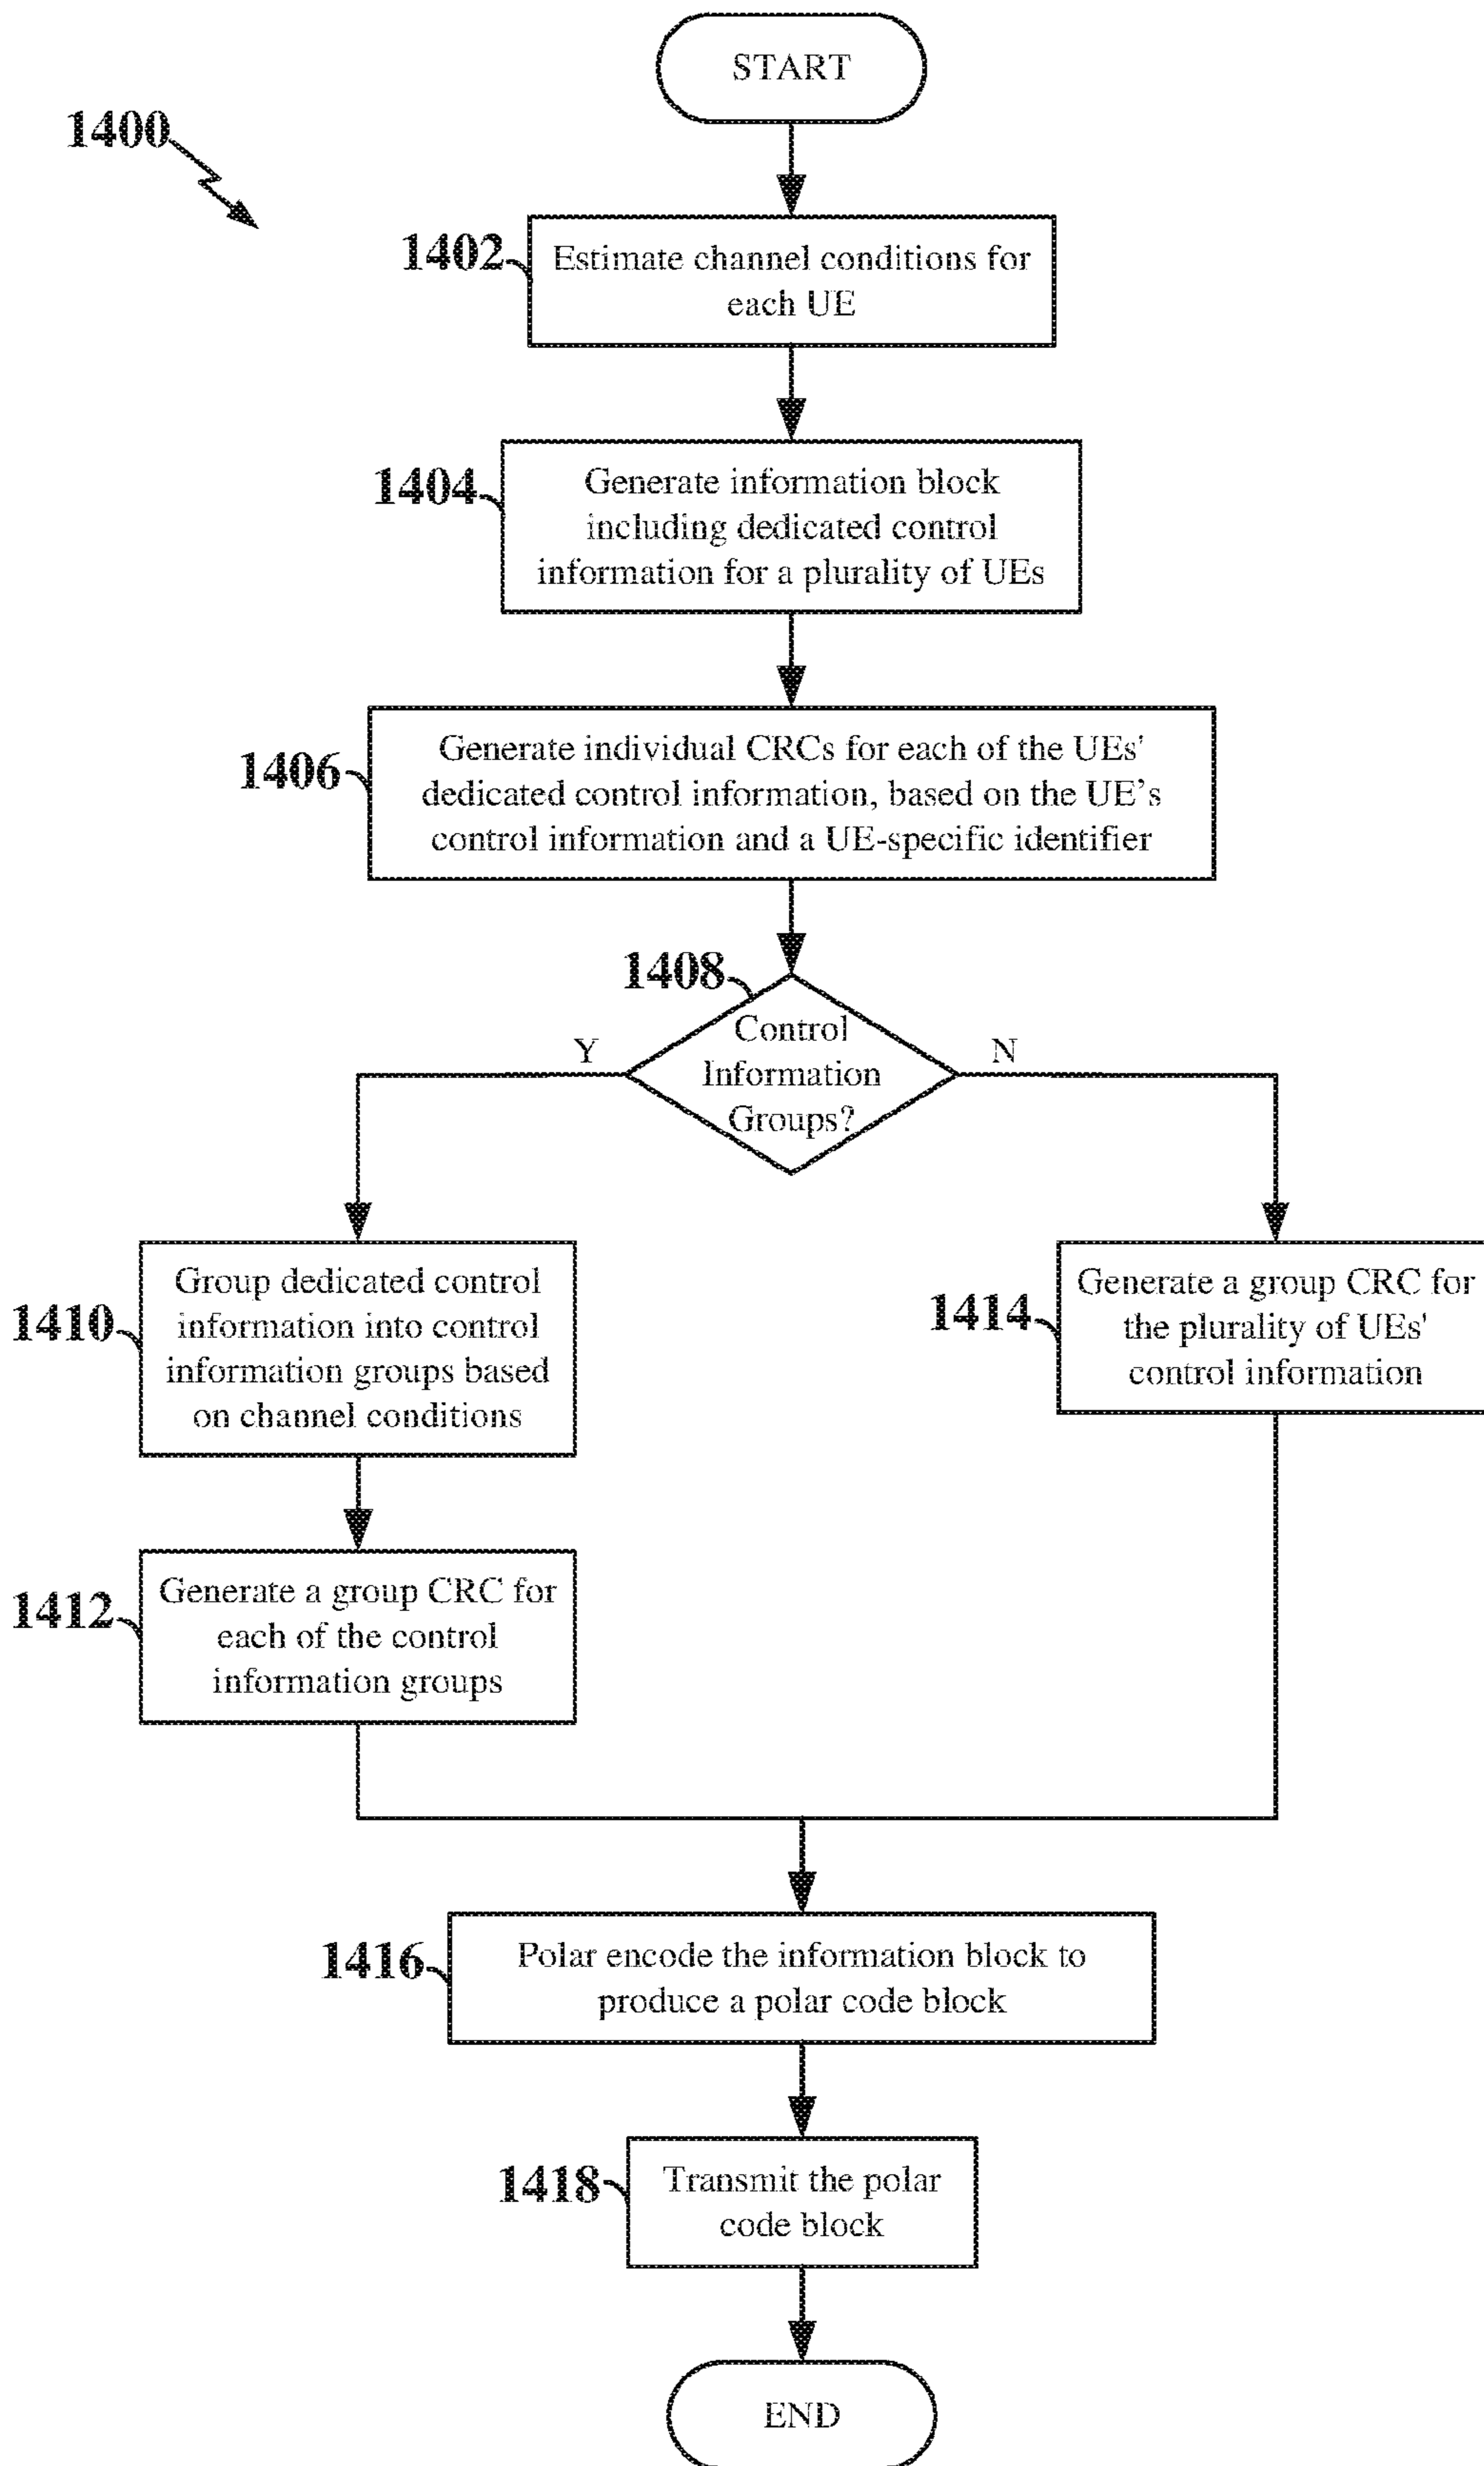 START
1400
1402
Estimate channel conditions for
each UE
1404
Generate information block
including dedicated control
information for a plurality of UEs
1406
Generate individual CRCs for each of the UEs'
dedicated control information, based on the UE’s
control information and a UE-specific identifier
1408
Control
Information
Groups?
Y
N
1410
Group dedicated control
information into control
information groups based
on channel conditions
1414
Generate a group CRC for
the plurality of UEs'
control information
1412
Generate a group CRC for
each of the control
information groups
1416
Polar encode the information block to
produce a polar code block
1418
Transmit the polar
code block
END